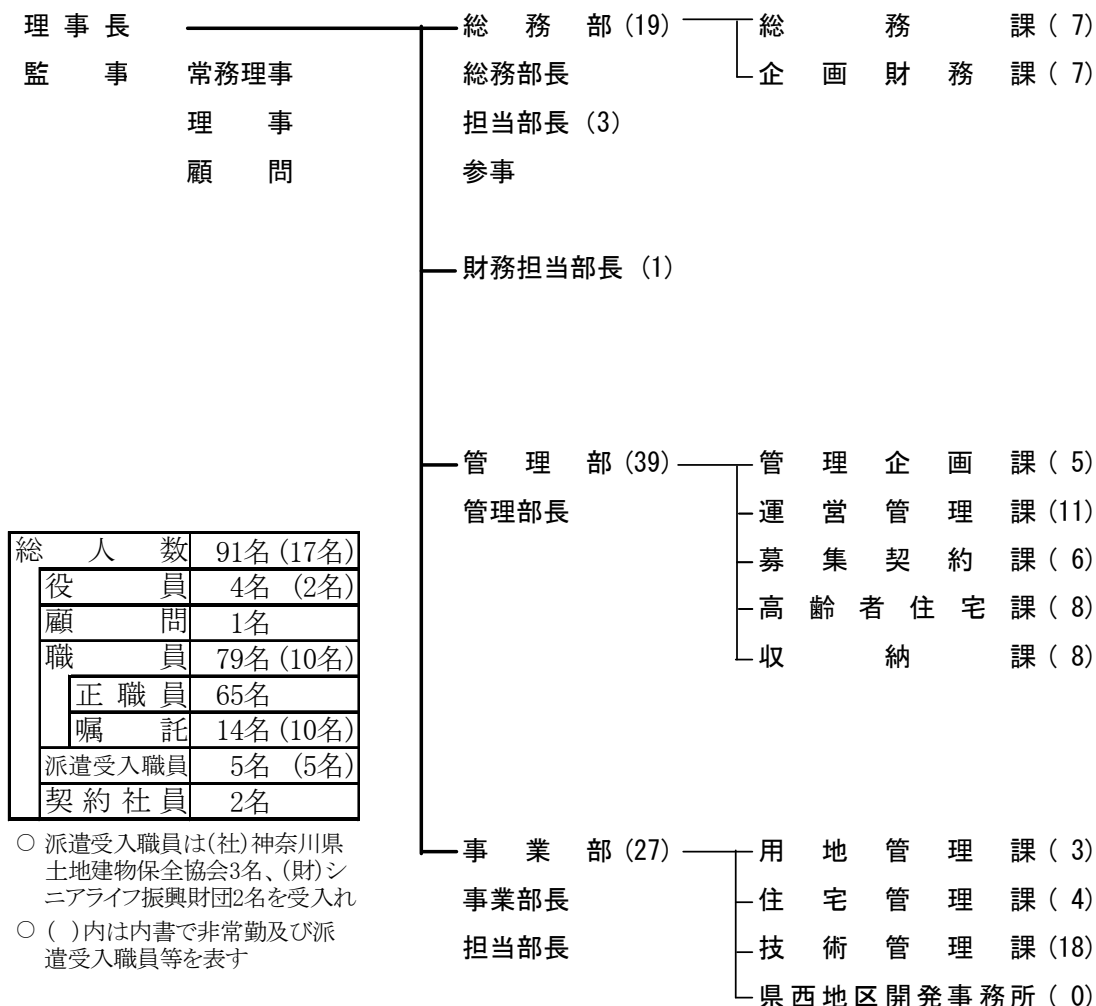 理事長 総務部(19) 総務課( 7)
監事 常務理事 総務部長 企画財務課( 7)
理事 担当部長(3)
顧問 参事
財務担当部長 (1)
管理部(39) 管理企画課( 5)
管理部長 運営管理課(11)
募集契約課( 6)
高齢者住宅課( 8)
収納課( 8)
総人数 91名(17名)
役員 4名 (2名)
顧問 1名
職員 79名(10名)
正職員 65名
嘱託 14名(10名)
派遣受入職員 5名 (5名)
契約社員 2名
○ 派遣受入職員は(社)神奈川県
土地建物保全協会3名、(財)シ
ニアライフ振興財団2名を受入れ
○ ( )内は内書で非常勤及び派
遣受入職員等を表す
事業部(27) 用地管理課( 3)
事業部長 住宅管理課( 4)
担当部長 技術管理課(18)
県西地区開発事務所( 0)